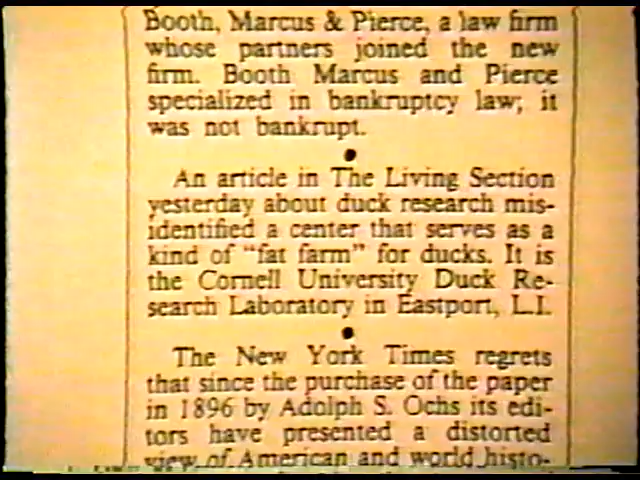 Booth, Marcus & Pierce, a law firm
whose partners joined the new
firm. Booth Marcus and Pierce
specialized in bankruptcy law; it
was not bankrupt.
An article in The Living Section
yesterday about duck research mis-
identified a center that serves as a
kind of "fat farm" for ducks. It is
the Cornell University Duck Re-
search Laboratory in Eastport, L.I.
The New York Times regrets
that since the purchase of the paper
in 1896 by Adolph S. Ochs its edi-
tors have presented a distorted
view of American and world histo-